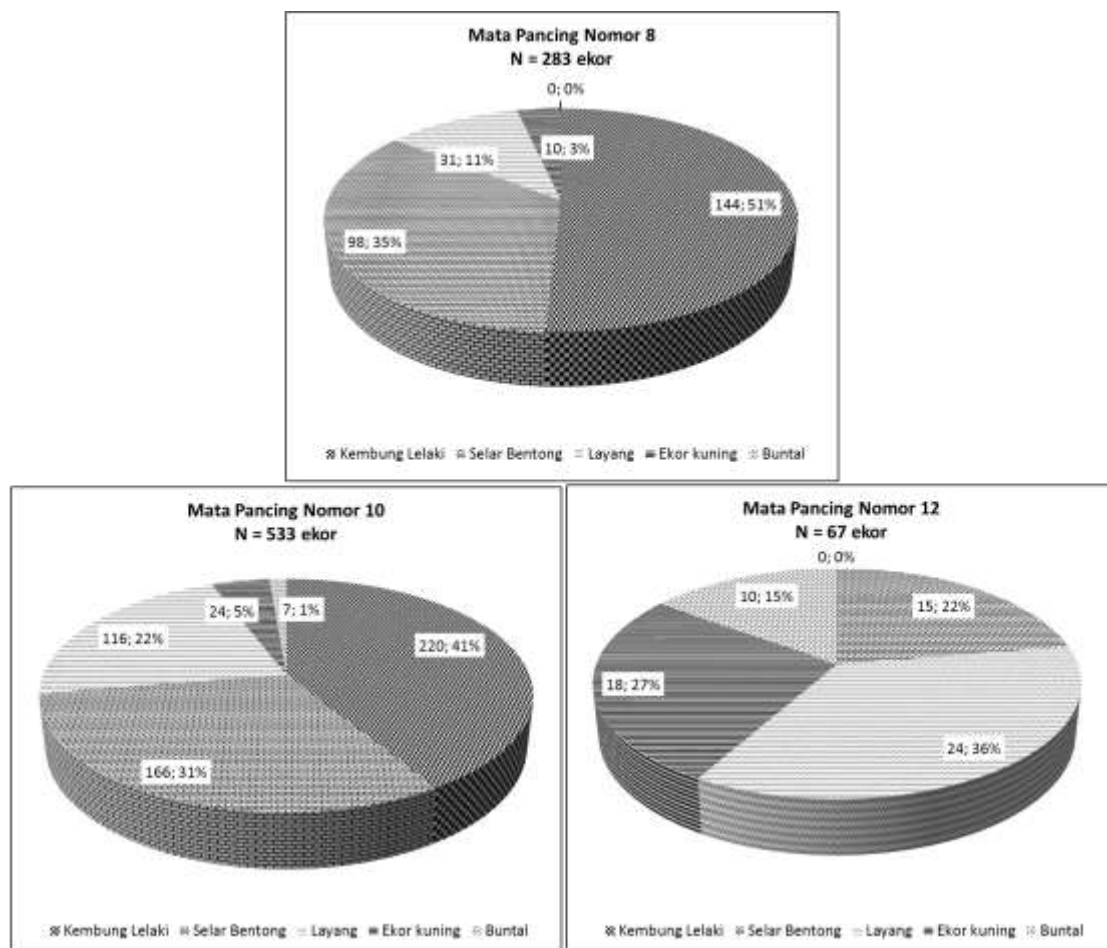 Mata Pancing Nomor 8
N = 283 ekor
0; 0%
10; 3%
31; 11%
144; 51%
98; 35%
Kembung Lelaki Selar Bentong Layang Ekor kuning Buntal
Mata Pancing Nomor 10
N = 533 ekor
24; 5%
7; 1%
116; 22%
220; 41%
166; 31%
Kembung Lelaki Selar Bentong Layang Ekor kuning Buntal
Mata Pancing Nomor 12
N = 67 ekor
0; 0%
10; 15%
15; 22%
18; 27%
24; 36%
Kembung Lelaki Selar Bentong Layang Ekor kuning Buntal